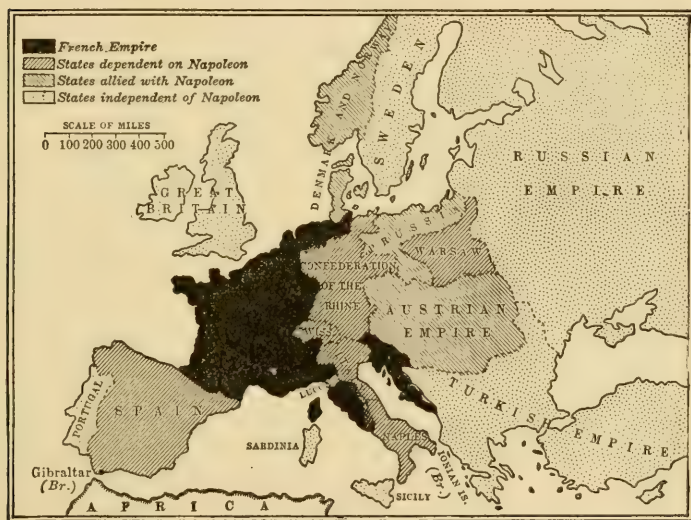 French Empire
States dependent on Napoleon
States allied with Napoleon
States independent of Napoleon
SCALE OF MILES
0 100 200 300 400 500
DENMARK AND NORWAY
SWEDEN
RUSSIAN
EMPIRE
GREAT
BRITAIN
PRUSSIA
WARSAW
CONFEDERATION
OF THE
RHINE
AUSTRIAN
EMPIRE
SWISS
PORTUGAL
SPAIN
TURKISH EMPIRE
SARDINIA
NAPLES
IONIAN IS.
(Br.)
Gibraltar
(Br.)
SICILY
AFRICA